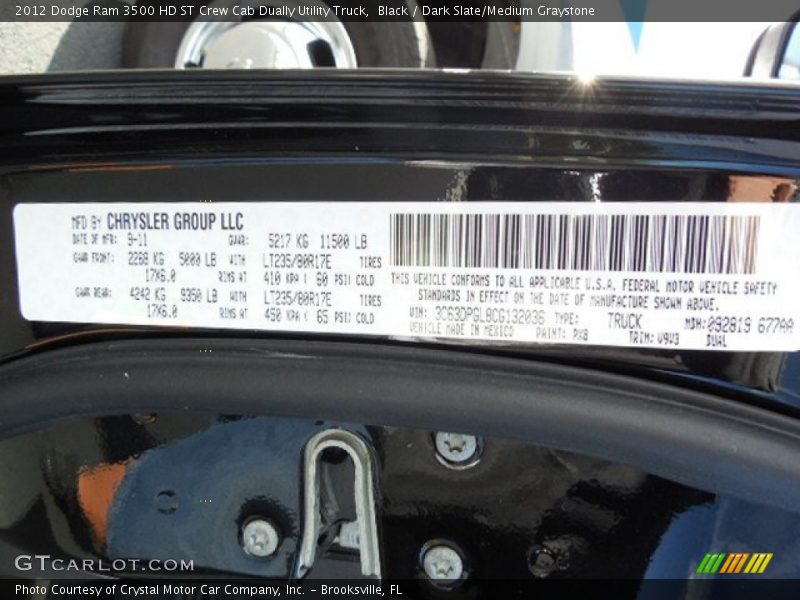 2012 Dodge Ram 3500 HD ST Crew Cab Dually Utility Truck,  Black / Dark Slate/Medium Graystone
MFD BY CHRYSLER GROUP LLC
DATE OF MFR: 9-11 GVWR: 5217 KG 11500 LB
GAWR FRONT: 2268 KG 5000 LB WITH LT235/80R17E TIRES
17X6.0 RIMS AT 410 KPA ( 60 PSI) COLD
GAWR REAR: 4242 KG 9350 LB WITH LT235/80R17E TIRES
17X6.0 RIMS AT 450 KPA ( 65 PSI) COLD
THIS VEHICLE CONFORMS TO ALL APPLICABLE U.S.A. FEDERAL MOTOR VEHICLE SAFETY
STANDARDS IN EFFECT ON THE DATE OF MANUFACTURE SHOWN ABOVE.
VIN: 3C63DPGL8CG132036 TYPE: TRUCK MDH: 092819 677AA
VEHICLE MADE IN MEXICO PAINT: PX8 TRIM: V9V3 DUAL
GTCARLOT.COM
Photo Courtesy of Crystal Motor Car Company, Inc. – Brooksville, FL